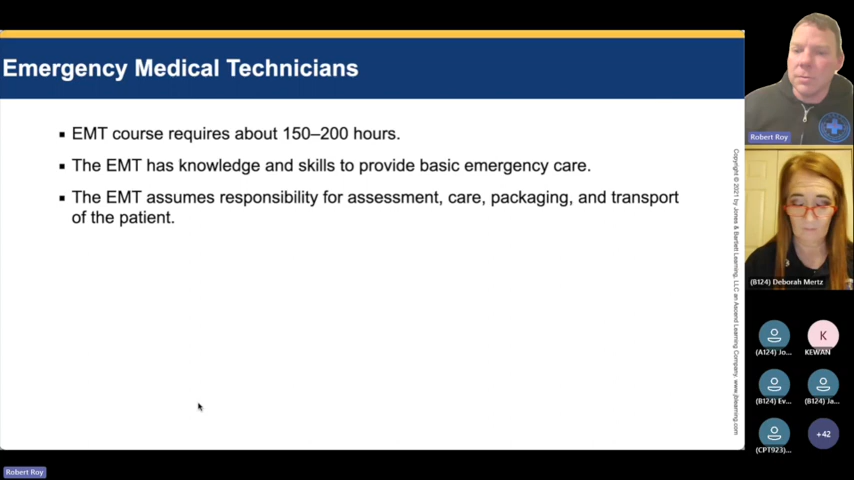 Emergency Medical Technicians
▪ EMT course requires about 150–200 hours.
▪ The EMT has knowledge and skills to provide basic emergency care.
▪ The EMT assumes responsibility for assessment, care, packaging, and transport
of the patient.
Copyright © 2021 by Jones & Bartlett Learning, LLC an Ascend Learning Company. www.jblearning.com
Robert Roy
(B124) Deborah Mertz
(A124) Jo...
K
KEWAN
(B124) Ev...
(B124) Ja...
(CPT923)...
+42
Robert Roy